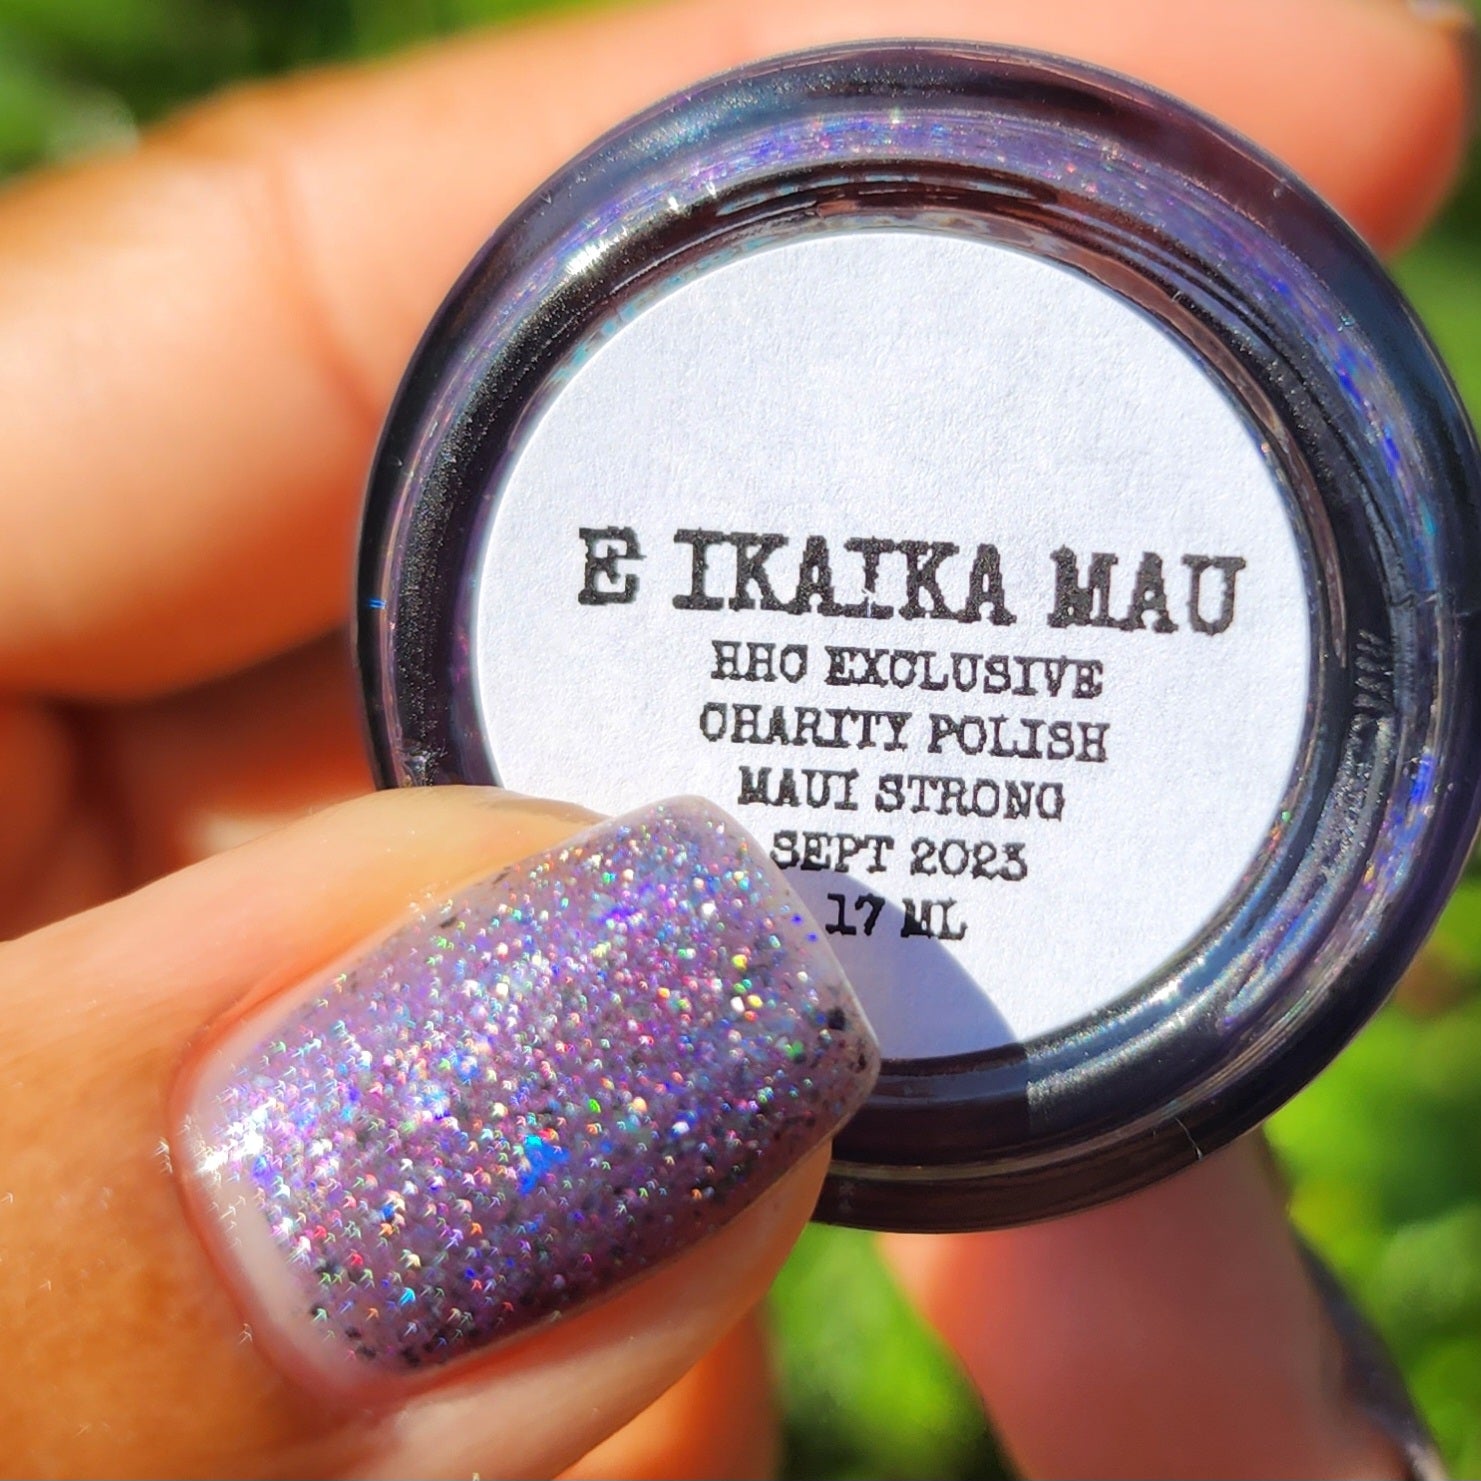 E IKAIKA MAU
HHC EXCLUSIVE
CHARITY POLISH
MAUI STRONG
SEPT 2023
17 ML